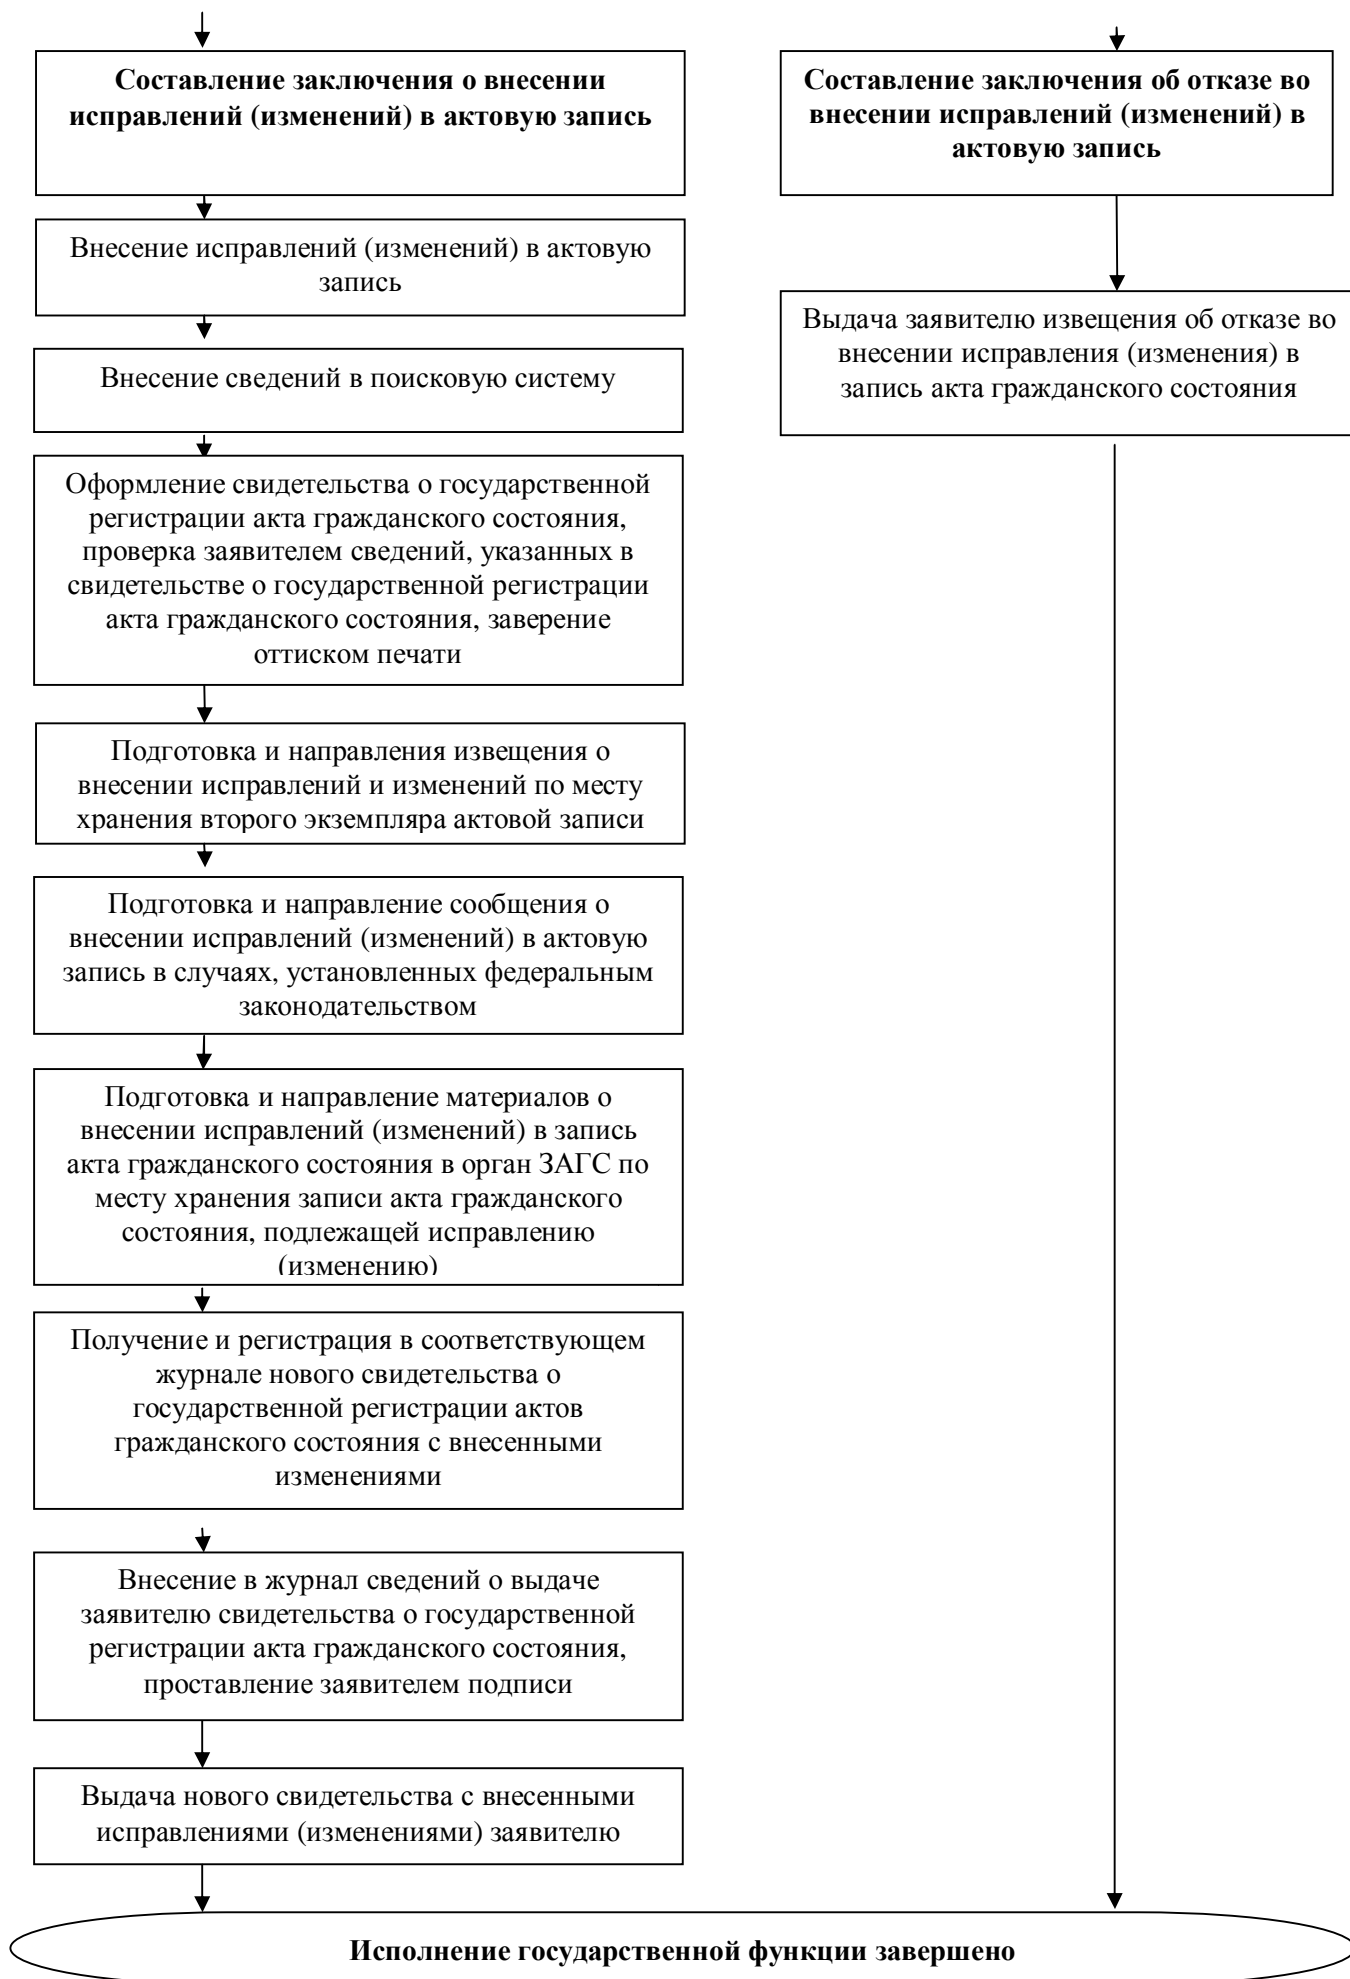 Составление заключения о внесении
исправлений (изменений) в актовую запись
Составление заключения об отказе во
внесении исправлений (изменений) в
актовую запись
Внесение исправлений (изменений) в актовую
запись
Выдача заявителю извещения об отказе во
внесении исправления (изменения) в
запись акта гражданского состояния
Внесение сведений в поисковую систему
Оформление свидетельства о государственной
регистрации акта гражданского состояния,
проверка заявителем сведений, указанных в
свидетельстве о государственной регистрации
акта гражданского состояния, заверение
оттиском печати
Подготовка и направления извещения о
внесении исправлений и изменений по месту
хранения второго экземпляра актовой записи
Подготовка и направление сообщения о
внесении исправлений (изменений) в актовую
запись в случаях, установленных федеральным
законодательством
Подготовка и направление материалов о
внесении исправлений (изменений) в запись
акта гражданского состояния в орган ЗАГС по
месту хранения записи акта гражданского
состояния, подлежащей исправлению
(изменению)
Получение и регистрация в соответствующем
журнале нового свидетельства о
государственной регистрации актов
гражданского состояния с внесенными
изменениями
Внесение в журнал сведений о выдаче
заявителю свидетельства о государственной
регистрации акта гражданского состояния,
проставление заявителем подписи
Выдача нового свидетельства с внесенными
исправлениями (изменениями) заявителю
Исполнение государственной функции завершено